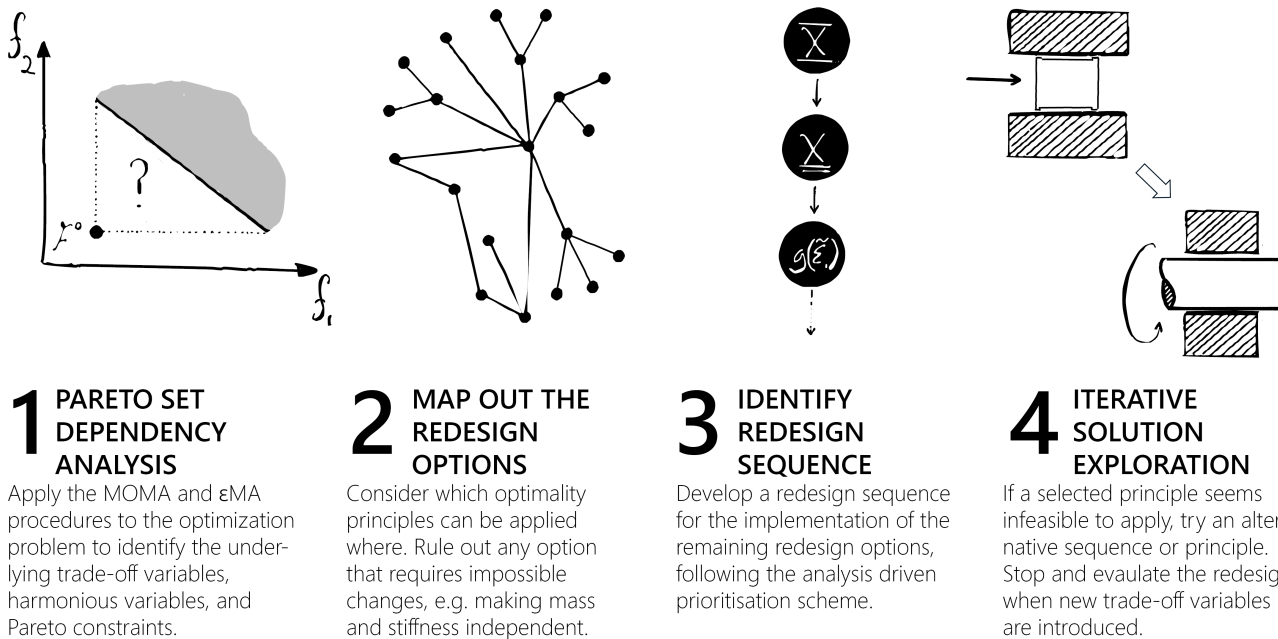 f₂
?
f°
f₁
X
X
g(ξ̃.)
1 PARETO SET
DEPENDENCY
ANALYSIS
Apply the MOMA and εMA
procedures to the optimization
problem to identify the under-
lying trade-off variables,
harmonious variables, and
Pareto constraints.
2 MAP OUT THE
REDESIGN
OPTIONS
Consider which optimality
principles can be applied
where. Rule out any option
that requires impossible
changes, e.g. making mass
and stiffness independent.
3 IDENTIFY
REDESIGN
SEQUENCE
Develop a redesign sequence
for the implementation of the
remaining redesign options,
following the analysis driven
prioritisation scheme.
4 ITERATIVE
SOLUTION
EXPLORATION
If a selected principle seems
infeasible to apply, try an alter
native sequence or principle.
Stop and evaulate the redesig
when new trade-off variables
are introduced.